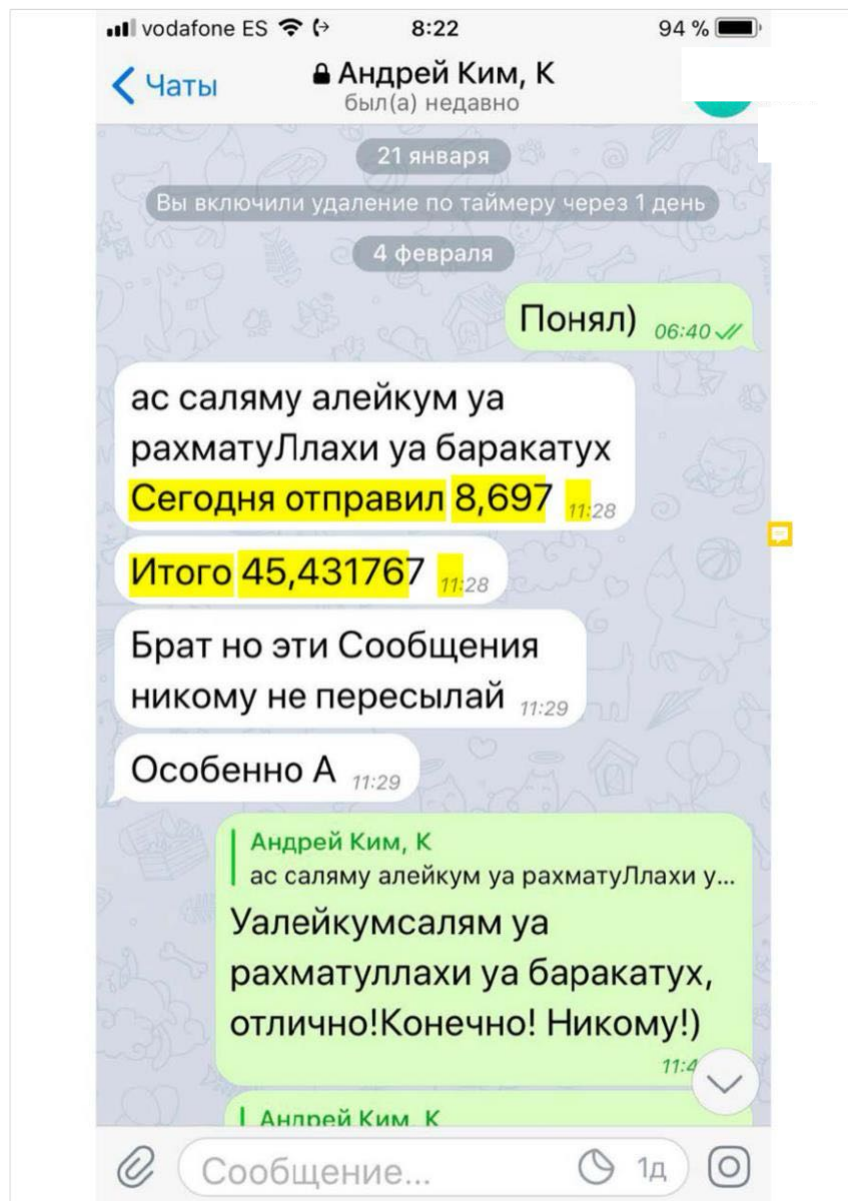 vodafone ES
8:22
94 %
Чаты
Андрей Ким, К
был(а) недавно
21 января
Вы включили удаление по таймеру через 1 день
4 февраля
Понял) 06:40
ас саляму алейкум уа
рахматуЛлахи уа баракатух
Сегодня отправил 8,697 11:28
Итого 45,431767 11:28
Брат но эти Сообщения
никому не пересылай 11:29
Особенно А 11:29
Андрей Ким, К
ас саляму алейкум уа рахматуЛлахи у...
Уалейкумсалям уа
рахматуллахи уа баракатух,
отлично!Конечно! Никому!)
Андрей Ким, К
Сообщение... 1д